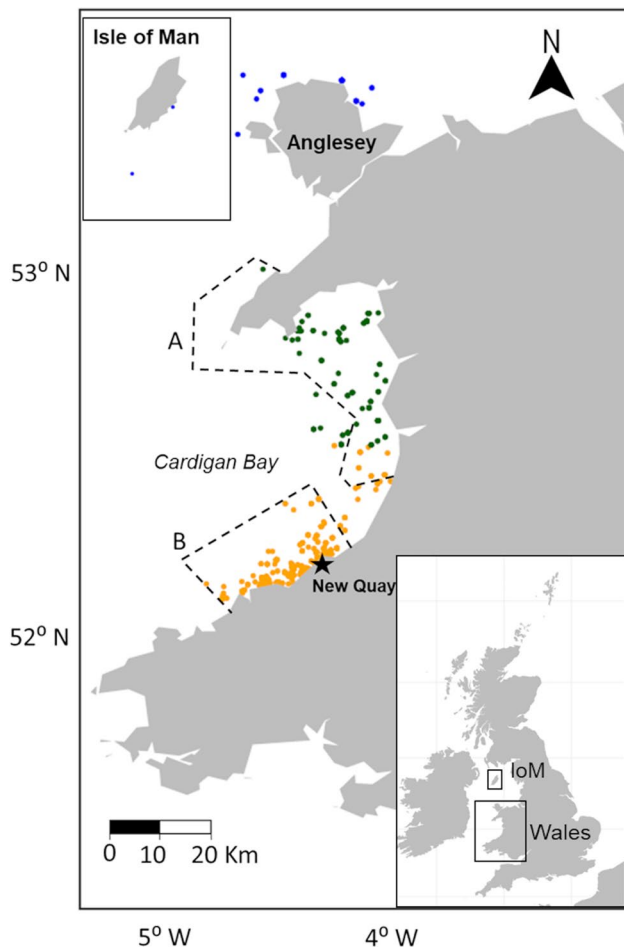 Isle of Man
N
Anglesey
53° N
A
Cardigan Bay
B
New Quay
52° N
IoM
Wales
0 10 20 Km
5° W 4° W